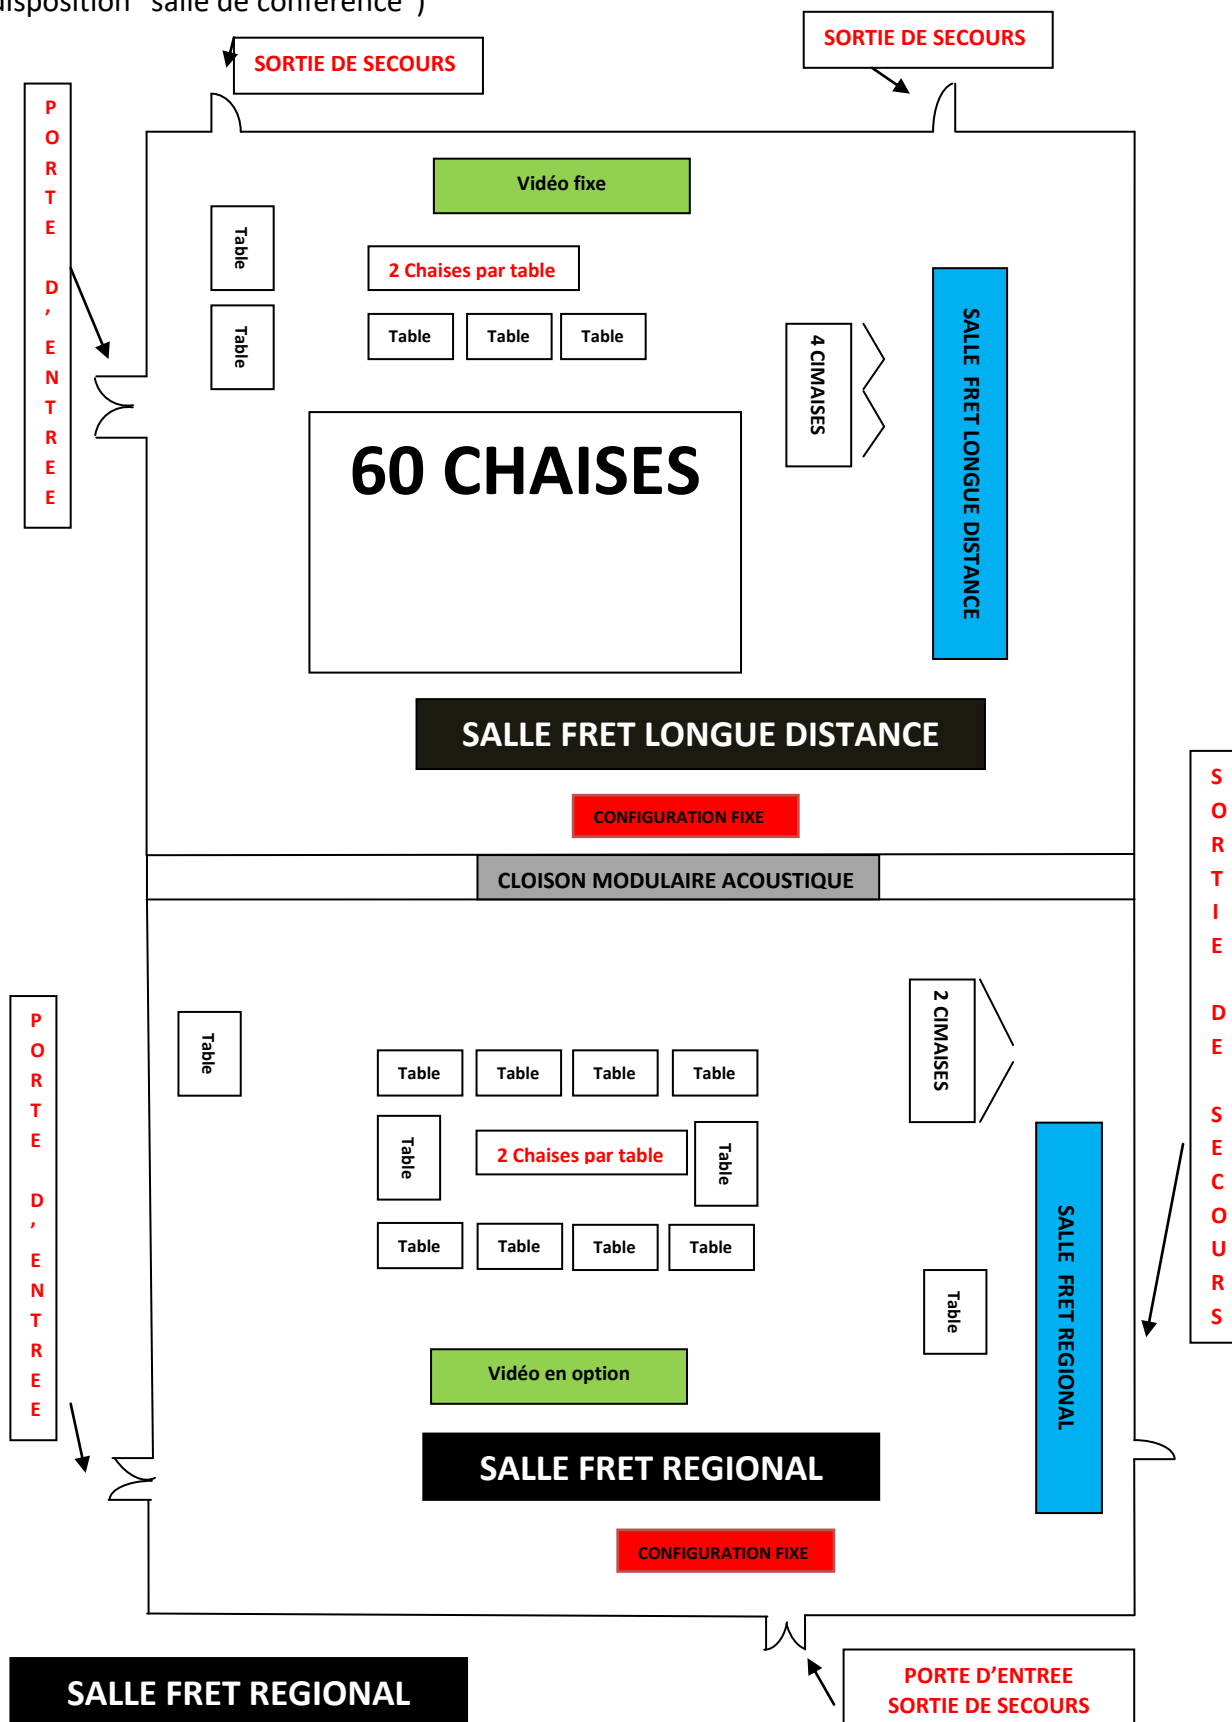 disposition "salle de conférence")
SORTIE DE SECOURS
SORTIE DE SECOURS
PORTE D’ENTREE
Vidéo fixe
Table
2 Chaises par table
Table
Table
Table
Table
4 CIMAISES
SALLE FRET LONGUE DISTANCE
60 CHAISES
SALLE FRET LONGUE DISTANCE
CONFIGURATION FIXE
SORTIE DE SECOURS
CLOISON MODULAIRE ACOUSTIQUE
PORTE D’ENTREE
2 CIMAISES
Table
Table
Table
Table
Table
Table
2 Chaises par table
Table
Table
Table
Table
Table
SALLE FRET REGIONAL
Table
Vidéo en option
SALLE FRET REGIONAL
CONFIGURATION FIXE
SALLE FRET REGIONAL
PORTE D’ENTREE
SORTIE DE SECOURS